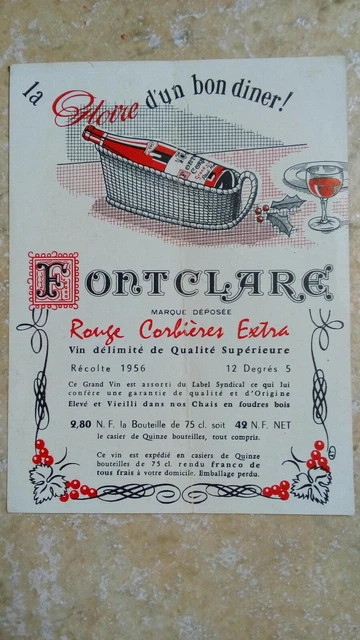 la Gloire d'un bon diner!
FONTCLARE
MARQUE DÉPOSÉE
Rouge Corbières Extra
Vin délimité de Qualité Supérieure
Récolte 1956 12 Degrés 5
Ce Grand Vin est assorti du Label Syndical ce qui lui
confère une garantie de qualité et d'Origine
Elevé et Vieilli dans nos Chais en foudres bois
2,80 N. F. la Bouteille de 75 cl. soit 42 N.F. NET
le casier de Quinze bouteilles, tout compris.
Ce vin est expédié en casiers de Quinze
bouteilles de 75 cl. rendu franco de
tous frais à votre domicile. Emballage perdu.